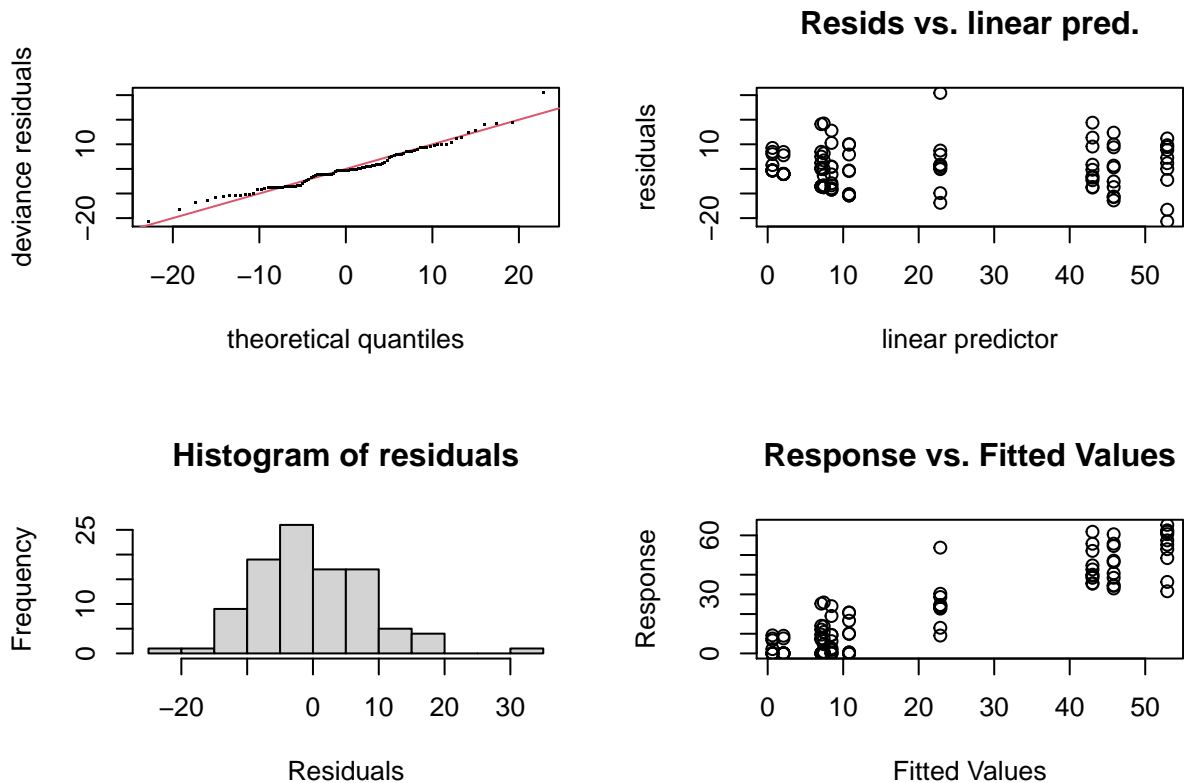 deviance residuals
−20
10
−20
−10
0
10
20
theoretical quantiles
Resids vs. linear pred.
residuals
−20
10
0
10
20
30
40
50
linear predictor
Histogram of residuals
Frequency
0
10
25
−20
0
10
20
30
Residuals
Response vs. Fitted Values
Response
0
30
60
0
10
20
30
40
50
Fitted Values